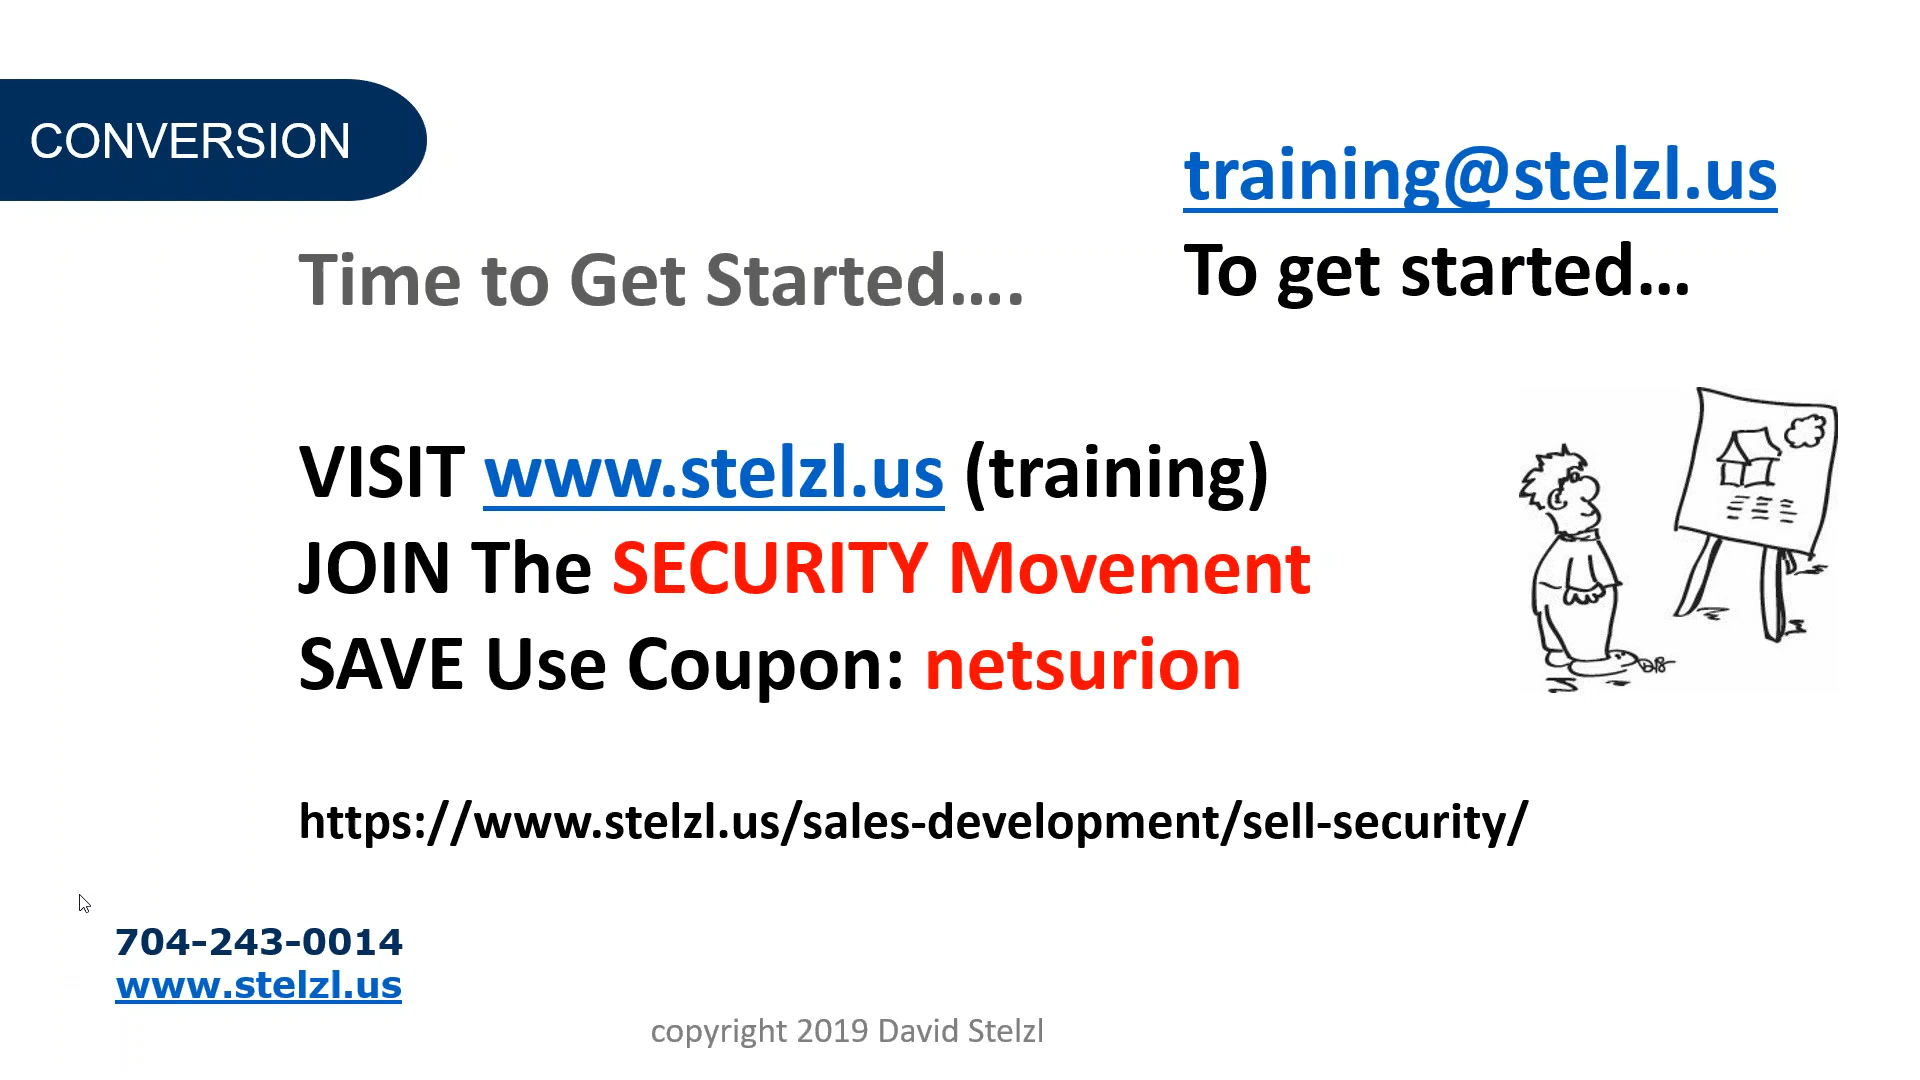 CONVERSION
training@stelzl.us
To get started...
Time to Get Started....
VISIT www.stelzl.us (training)
JOIN The SECURITY Movement
SAVE Use Coupon: netsurion
https://www.stelzl.us/sales-development/sell-security/
704-243-0014
www.stelzl.us
copyright 2019 David Stelzl